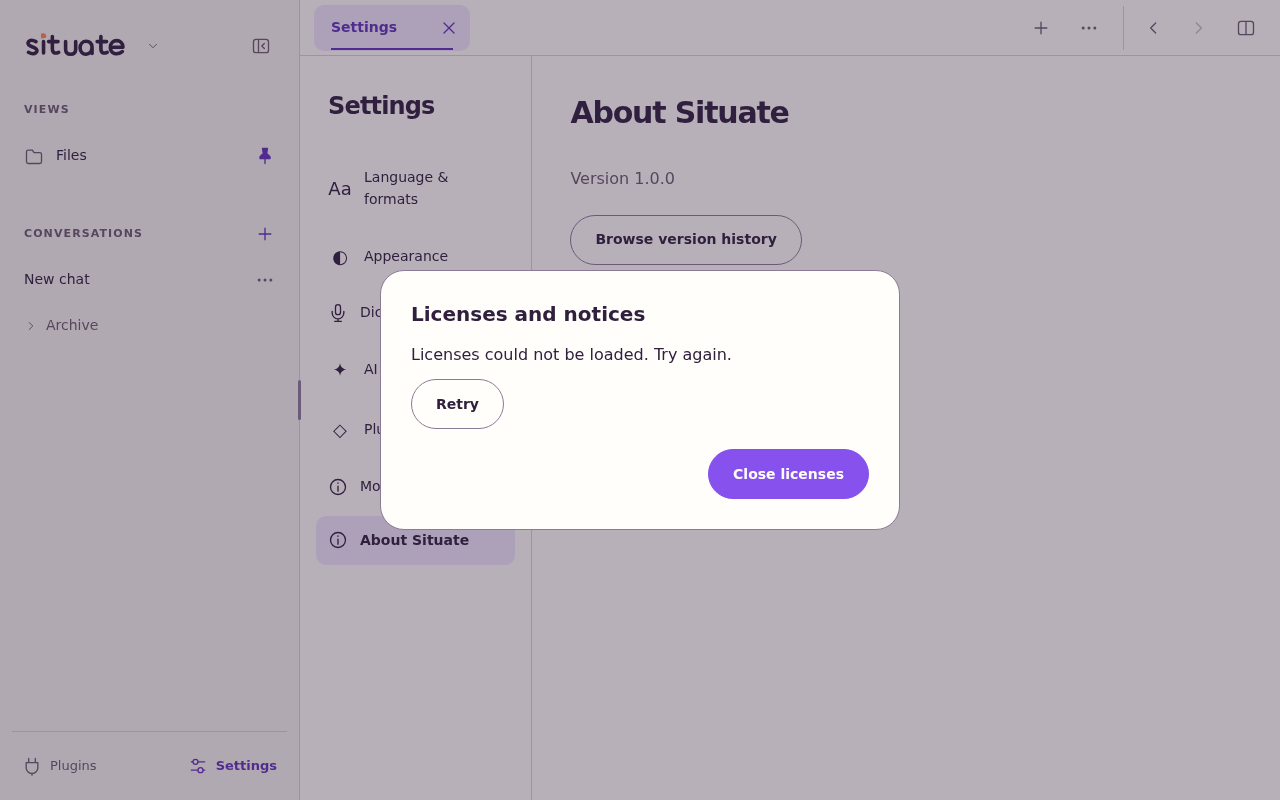 situate
VIEWS
Files
CONVERSATIONS
New chat
Archive
Plugins
Settings
Settings
Settings
Aa
Language &
formats
Appearance
AI
About Situate
About Situate
Version 1.0.0
Browse version history
Licenses and notices
Licenses could not be loaded. Try again.
Retry
Close licenses